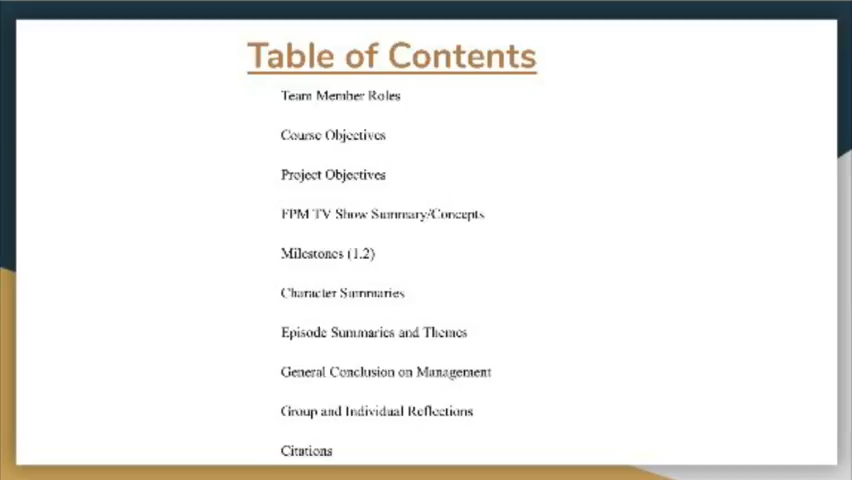 Table of Contents
Team Member Roles
Course Objectives
Project Objectives
FPM TV Show Summary/Concepts
Milestones (1.2)
Character Summaries
Episode Summaries and Themes
General Conclusion on Management
Group and Individual Reflections
Citations